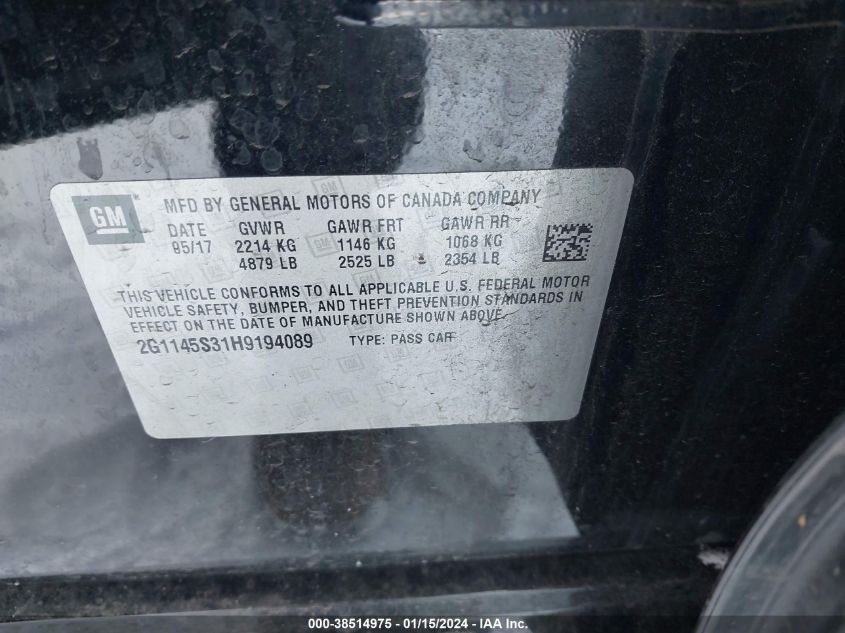 GM
MFD BY GENERAL MOTORS OF CANADA COMPANY
DATE GVWR GAWR FRT GAWR RR
05/17 2214 KG 1146 KG 1068 KG
4879 LB 2525 LB 2354 LB
THIS VEHICLE CONFORMS TO ALL APPLICABLE U.S. FEDERAL MOTOR
VEHICLE SAFETY, BUMPER, AND THEFT PREVENTION STANDARDS IN
EFFECT ON THE DATE OF MANUFACTURE SHOWN ABOVE.
2G1145S31H9194089 TYPE: PASS CAR
000-38514975 - 01/15/2024 - IAA Inc.